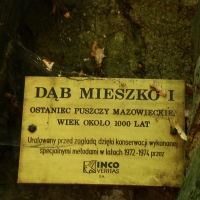 DĄB MIESZKO I
OSTANIEC PUSZCZY MAZOWIECKIEJ
WIEK OKOŁO 1000 LAT
Uratowany przed zagładą dzięki konserwacji wykonanej
specjalnymi metodami w latach 1972-1974 przez
INCO
VERITAS
S.A.